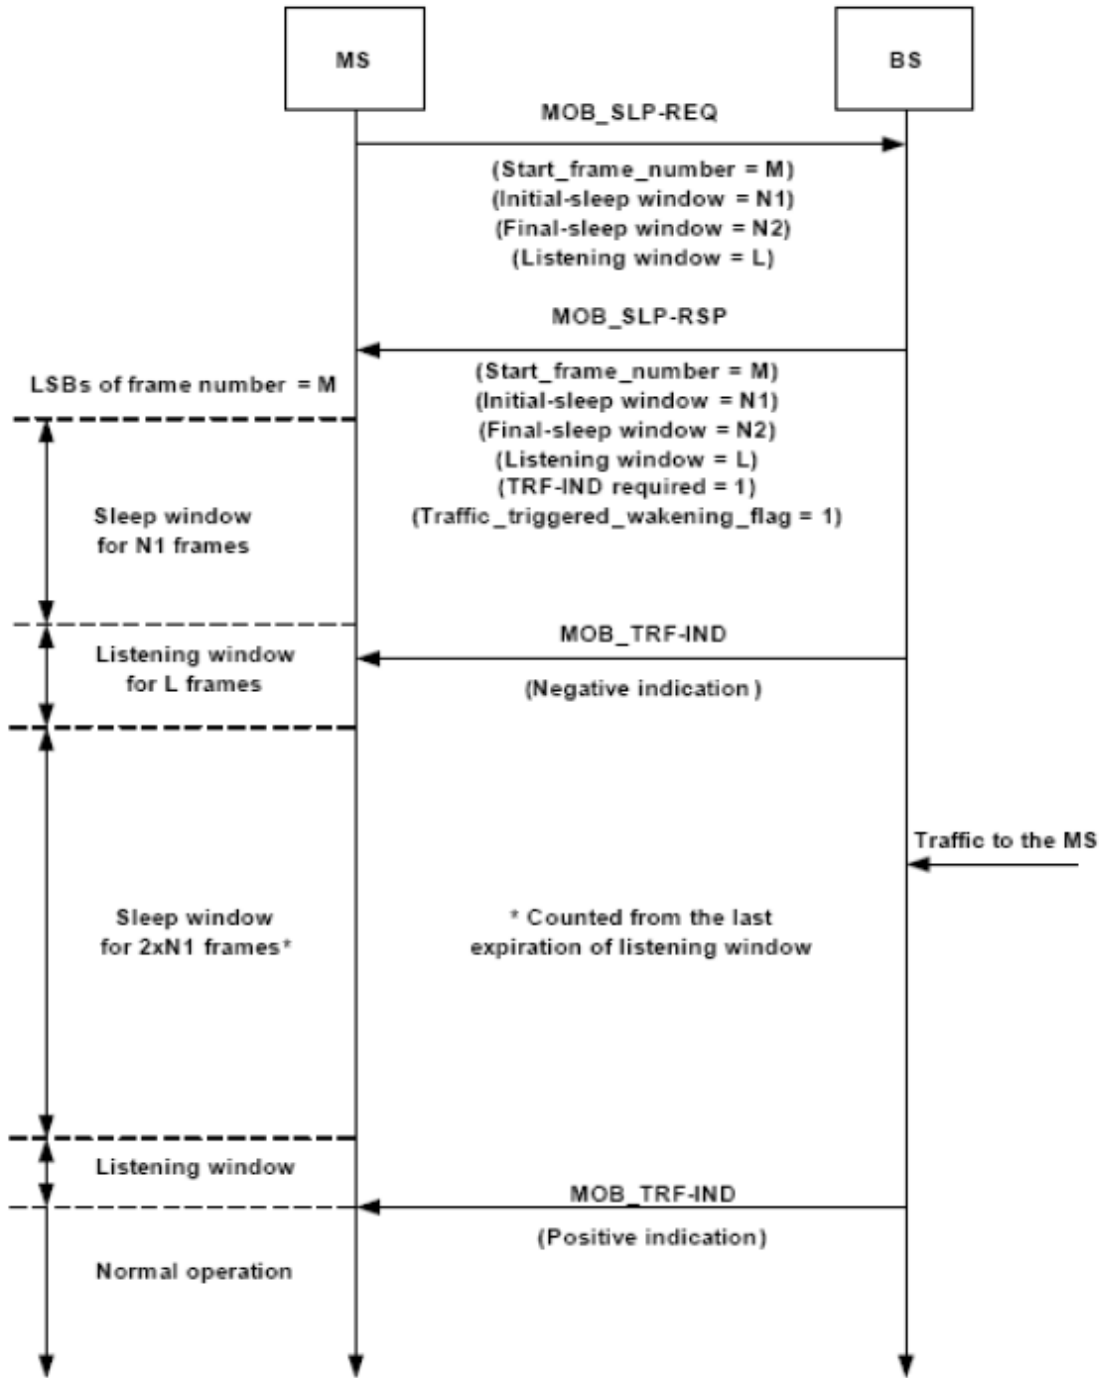 MS
BS
MOB_SLP-REQ
(Start_frame_number = M)
(Initial-sleep window = N1)
(Final-sleep window = N2)
(Listening window = L)
MOB_SLP-RSP
LSBs of frame number = M
(Start_frame_number = M)
(Initial-sleep window = N1)
(Final-sleep window = N2)
(Listening window = L)
(TRF-IND required = 1)
(Traffic_triggered_wakening_flag = 1)
Sleep window
for N1 frames
MOB_TRF-IND
(Negative indication)
Listening window
for L frames
Traffic to the MS
Sleep window
for 2xN1 frames*
* Counted from the last
expiration of listening window
Listening window
MOB_TRF-IND
(Positive indication)
Normal operation